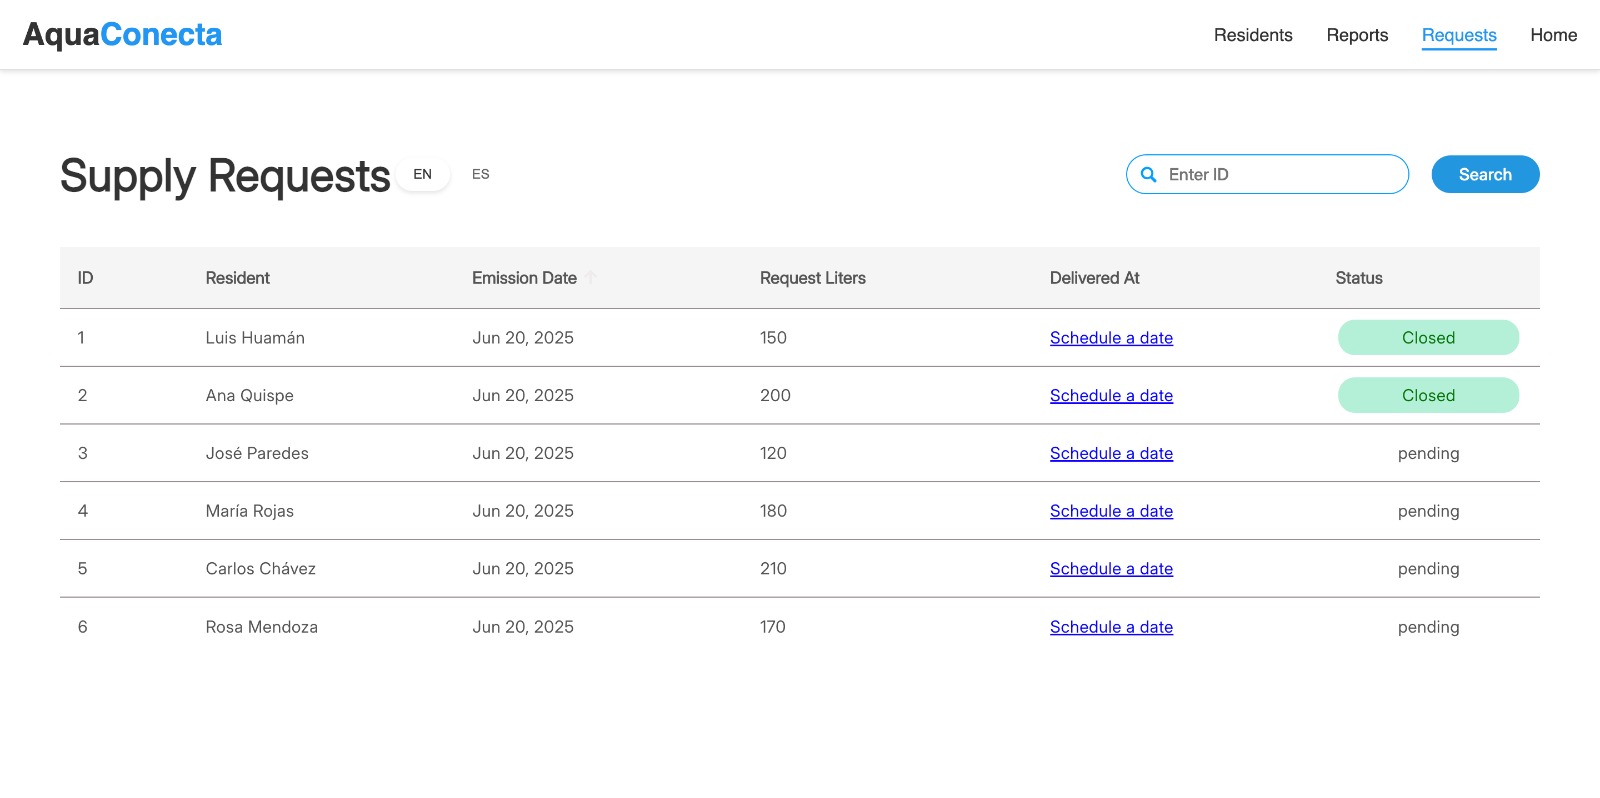 AquaConecta Residents Reports Requests Home
Supply Requests EN ES Enter ID Search
ID Resident Emission Date Request Liters Delivered At Status
1 Luis Huamán Jun 20, 2025 150 Schedule a date Closed
2 Ana Quispe Jun 20, 2025 200 Schedule a date Closed
3 José Paredes Jun 20, 2025 120 Schedule a date pending
4 María Rojas Jun 20, 2025 180 Schedule a date pending
5 Carlos Chávez Jun 20, 2025 210 Schedule a date pending
6 Rosa Mendoza Jun 20, 2025 170 Schedule a date pending